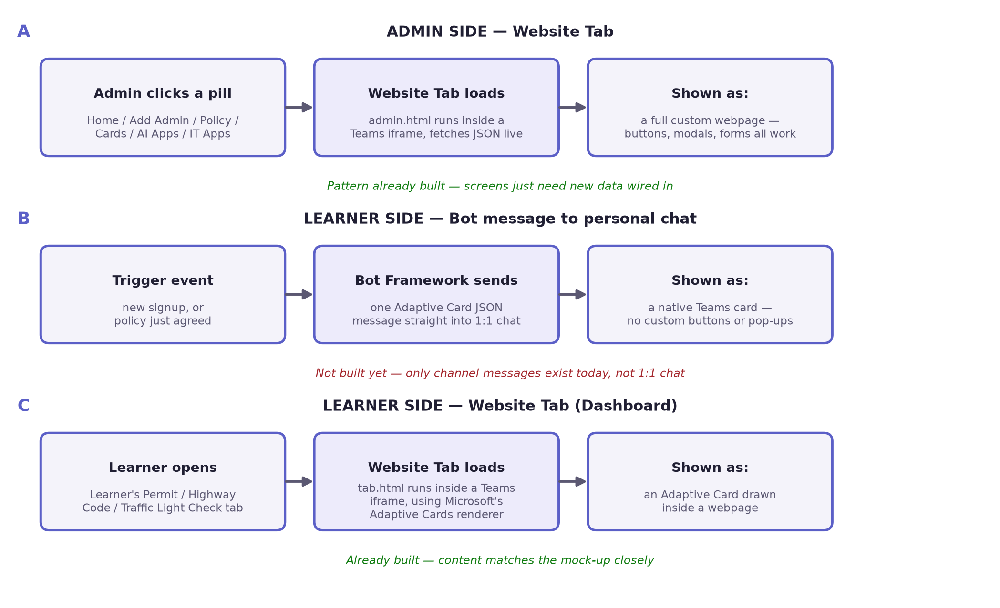 A
ADMIN SIDE — Website Tab
Admin clicks a pill
Home / Add Admin / Policy /
Cards / AI Apps / IT Apps
Website Tab loads
admin.html runs inside a
Teams iframe, fetches JSON live
Shown as:
a full custom webpage —
buttons, modals, forms all work
Pattern already built — screens just need new data wired in
B
LEARNER SIDE — Bot message to personal chat
Trigger event
new signup, or
policy just agreed
Bot Framework sends
one Adaptive Card JSON
message straight into 1:1 chat
Shown as:
a native Teams card —
no custom buttons or pop-ups
Not built yet — only channel messages exist today, not 1:1 chat
C
LEARNER SIDE — Website Tab (Dashboard)
Learner opens
Learner's Permit / Highway
Code / Traffic Light Check tab
Website Tab loads
tab.html runs inside a Teams
iframe, using Microsoft's
Adaptive Cards renderer
Shown as:
an Adaptive Card drawn
inside a webpage
Already built — content matches the mock-up closely